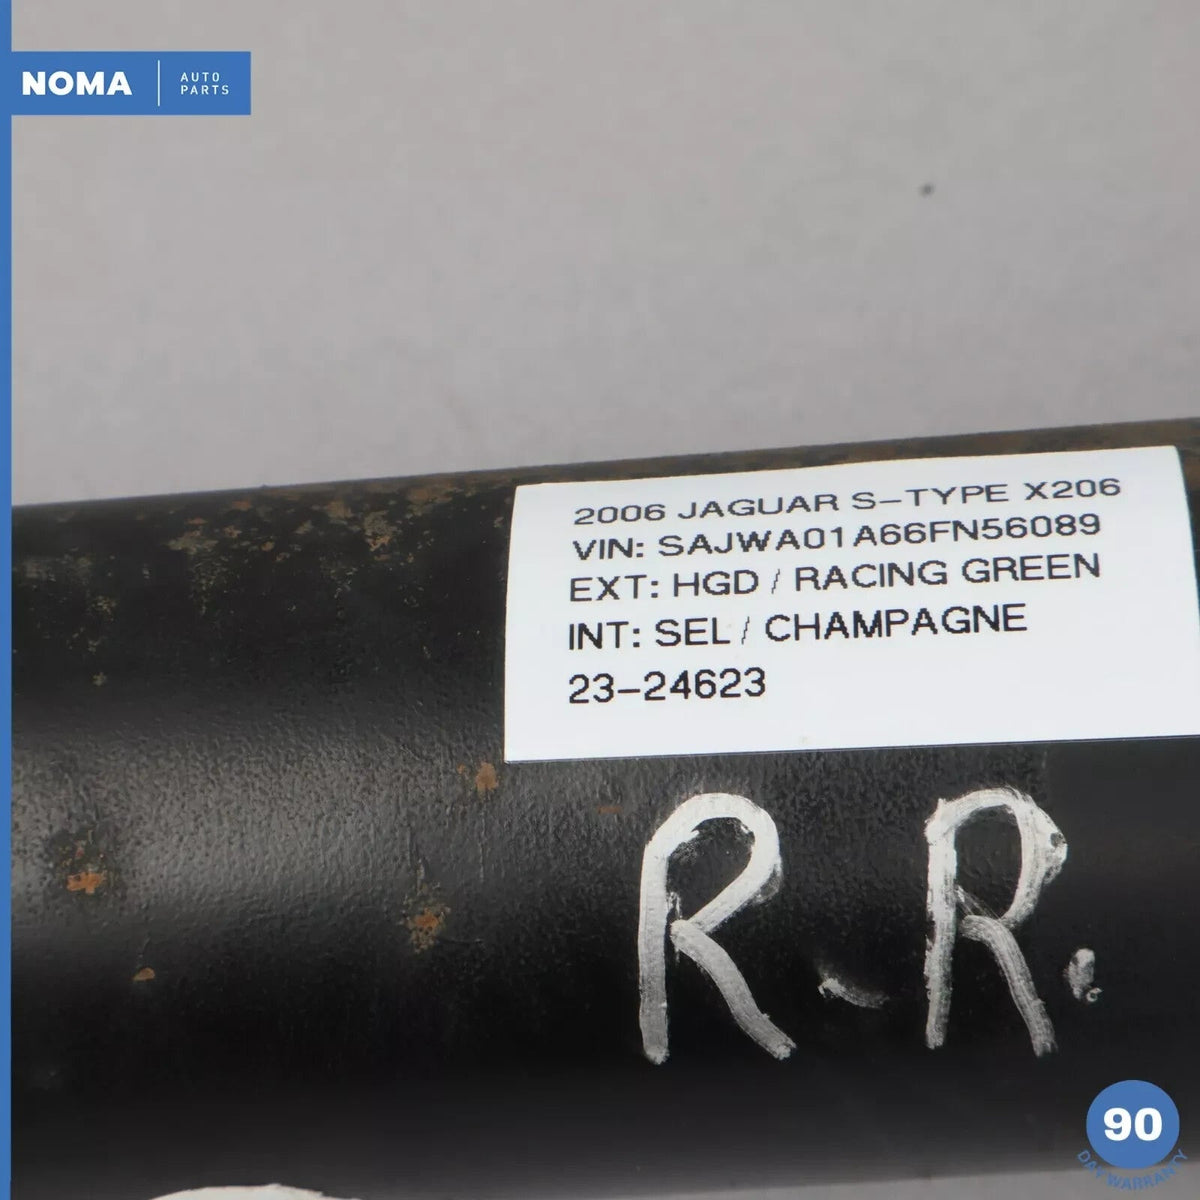 NOMA
AUTO
PARTS
2006 JAGUAR S-TYPE X206
VIN: SAJWA01A66FN56089
EXT: HGD / RACING GREEN
INT: SEL / CHAMPAGNE
23-24623
R.R.
90
DAY WARRANTY